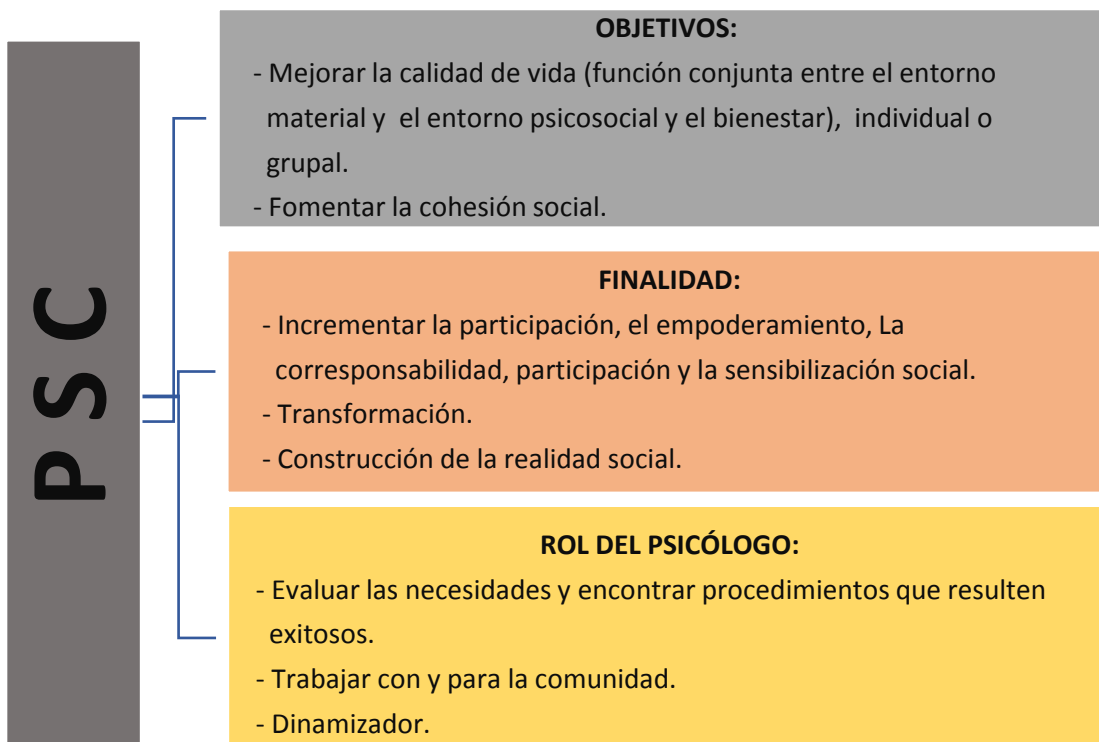 P S C
OBJETIVOS:
- Mejorar la calidad de vida (función conjunta entre el entorno
material y el entorno psicosocial y el bienestar), individual o
grupal.
- Fomentar la cohesión social.
FINALIDAD:
- Incrementar la participación, el empoderamiento, La
corresponsabilidad, participación y la sensibilización social.
- Transformación.
- Construcción de la realidad social.
ROL DEL PSICÓLOGO:
- Evaluar las necesidades y encontrar procedimientos que resulten
exitosos.
- Trabajar con y para la comunidad.
- Dinamizador.